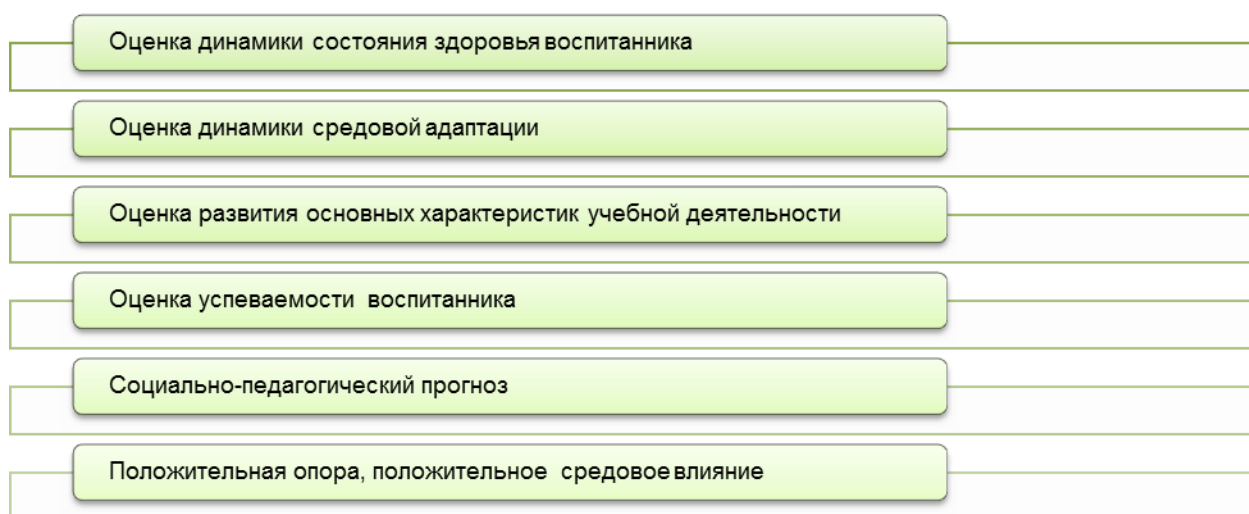 Оценка динамики состояния здоровья воспитанника
Оценка динамики средовой адаптации
Оценка развития основных характеристик учебной деятельности
Оценка успеваемости воспитанника
Социально-педагогический прогноз
Положительная опора, положительное средовое влияние